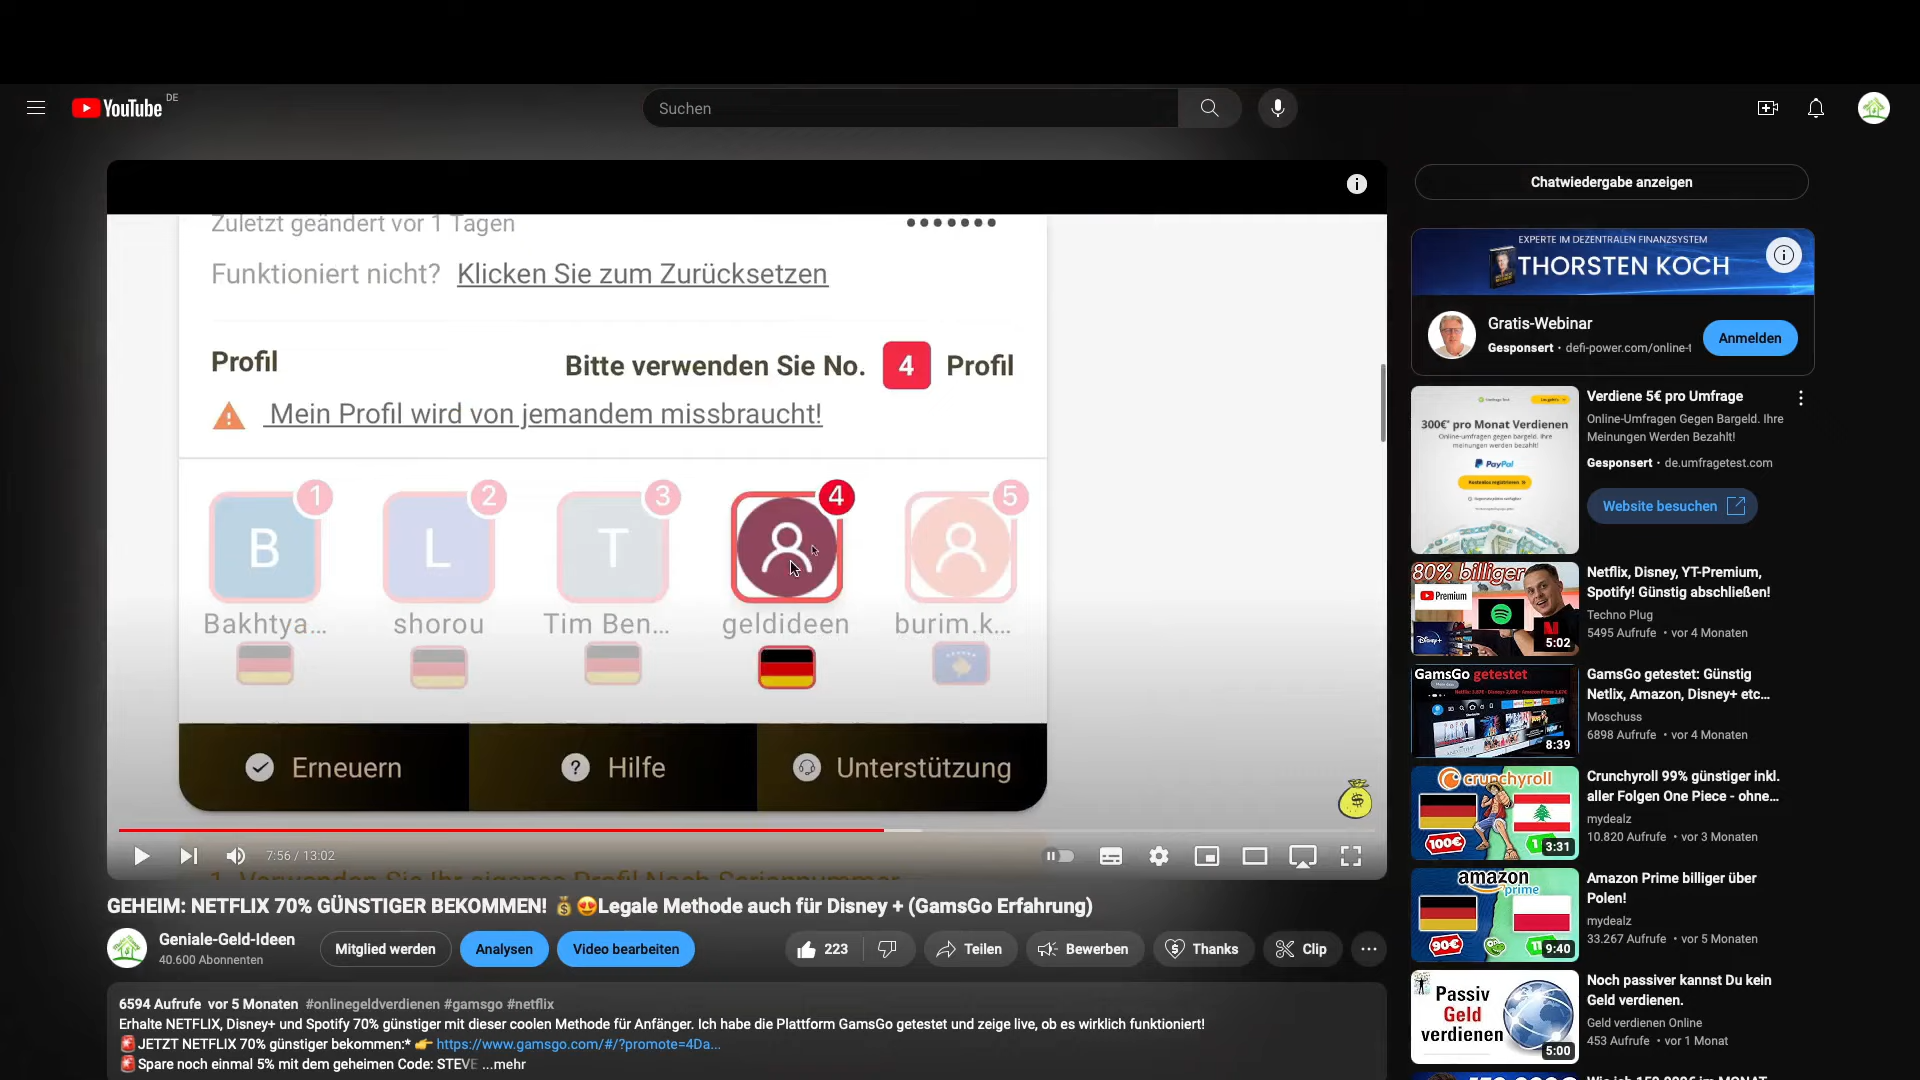 YouTube DE
Suchen
Zuletzt geändert vor 1 Tagen
Funktioniert nicht? Klicken Sie zum Zurücksetzen
Profil
Bitte verwenden Sie No. 4 Profil
Mein Profil wird von jemandem missbraucht!
1 2 3 4 5
B L T
Bakhtya... shorou Tim Ben... geldideen burim.k...
Erneuern
Hilfe
Unterstützung
7:56 / 13:02
GEHEIM: NETFLIX 70% GÜNSTIGER BEKOMMEN! 💰😍Legale Methode auch für Disney + (GamsGo Erfahrung)
Geniale-Geld-Ideen
40.600 Abonnenten
Mitglied werden
Analysen
Video bearbeiten
223
Teilen
Bewerben
Thanks
Clip
6594 Aufrufe vor 5 Monaten #onlinegeldverdienen #gamsgo #netflix
Erhalte NETFLIX, Disney+ und Spotify 70% günstiger mit dieser coolen Methode für Anfänger. Ich habe die Plattform GamsGo getestet und zeige live, ob es wirklich funktioniert!
🚨JETZT NETFLIX 70% günstiger bekommen:* 👉 https://www.gamsgo.com/#/?promote=4Da...
🚨Spare noch einmal 5% mit dem geheimen Code: STEVE ...mehr
Chatwiedergabe anzeigen
EXPERTE IM DEZENTRALEN FINANZSYSTEM
THORSTEN KOCH
Gratis-Webinar
Gesponsert · defi-power.com/online-t
Anmelden
300€* pro Monat Verdienen
Online-umfragen gegen bargeld. Ihre
meinungen werden bezahlt!
PayPal
Kostenlos registrieren
Verdiene 5€ pro Umfrage
Online-Umfragen Gegen Bargeld. Ihre
Meinungen Werden Bezahlt!
Gesponsert · de.umfragetest.com
Website besuchen
80% billiger
Premium
Disney+
5:02
Netflix, Disney, YT-Premium,
Spotify! Günstig abschließen!
Techno Plug
5495 Aufrufe • vor 4 Monaten
GamsGo getestet
8:39
GamsGo getestet: Günstig
Netlix, Amazon, Disney+ etc...
Moschuss
6898 Aufrufe • vor 4 Monaten
crunchyroll
100€
3:31
Crunchyroll 99% günstiger inkl.
aller Folgen One Piece - ohne...
mydealz
10.820 Aufrufe • vor 3 Monaten
amazon
prime
90€
9:40
Amazon Prime billiger über
Polen!
mydealz
33.267 Aufrufe • vor 5 Monaten
Passiv
Geld
verdienen
5:00
Noch passiver kannst Du kein
Geld verdienen.
Geld verdienen Online
453 Aufrufe • vor 1 Monat